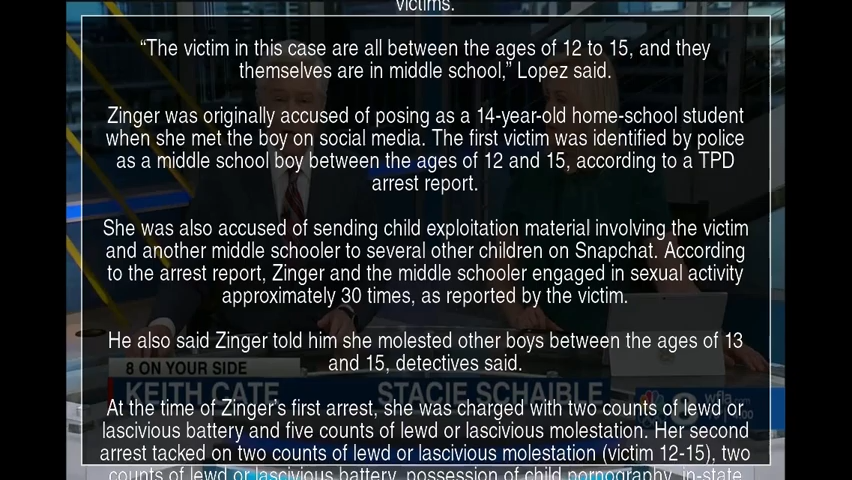 victims.
“The victim in this case are all between the ages of 12 to 15, and they
themselves are in middle school,” Lopez said.
Zinger was originally accused of posing as a 14-year-old home-school student
when she met the boy on social media. The first victim was identified by police
as a middle school boy between the ages of 12 and 15, according to a TPD
arrest report.
She was also accused of sending child exploitation material involving the victim
and another middle schooler to several other children on Snapchat. According
to the arrest report, Zinger and the middle schooler engaged in sexual activity
approximately 30 times, as reported by the victim.
He also said Zinger told him she molested other boys between the ages of 13
and 15, detectives said.
8 ON YOUR SIDE
KEITH CATE STACIE SCHAIBLE
8 wfla.com
At the time of Zinger’s first arrest, she was charged with two counts of lewd or
lascivious battery and five counts of lewd or lascivious molestation. Her second
arrest tacked on two counts of lewd or lascivious molestation (victim 12-15), two
counts of lewd or lascivious battery, possession of child pornography, in-state